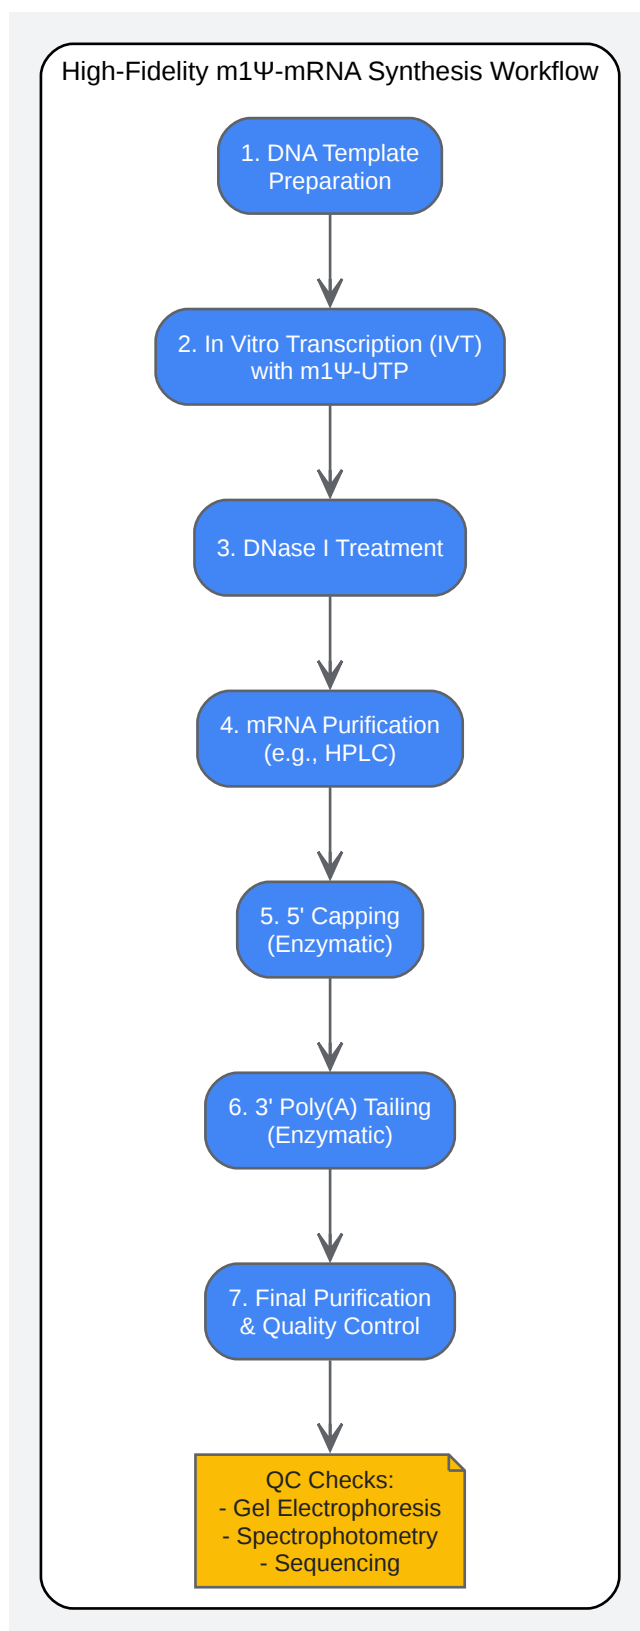 High-Fidelity m1Ψ-mRNA Synthesis Workflow
1. DNA Template
Preparation
2. In Vitro Transcription (IVT)
with m1Ψ-UTP
3. DNase I Treatment
4. mRNA Purification
(e.g., HPLC)
5. 5' Capping
(Enzymatic)
6. 3' Poly(A) Tailing
(Enzymatic)
7. Final Purification
& Quality Control
QC Checks:
- Gel Electrophoresis
- Spectrophotometry
- Sequencing